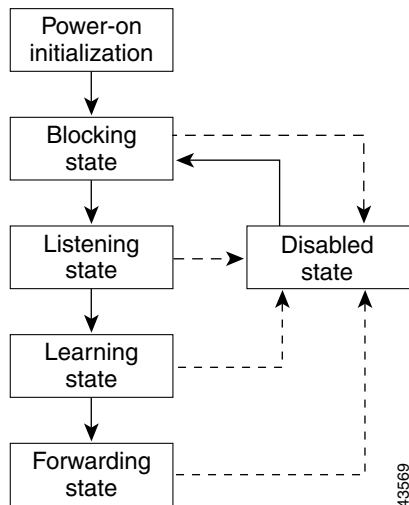 Power-on
initialization
Blocking
state
Listening
state
Disabled
state
Learning
state
Forwarding
state
43569